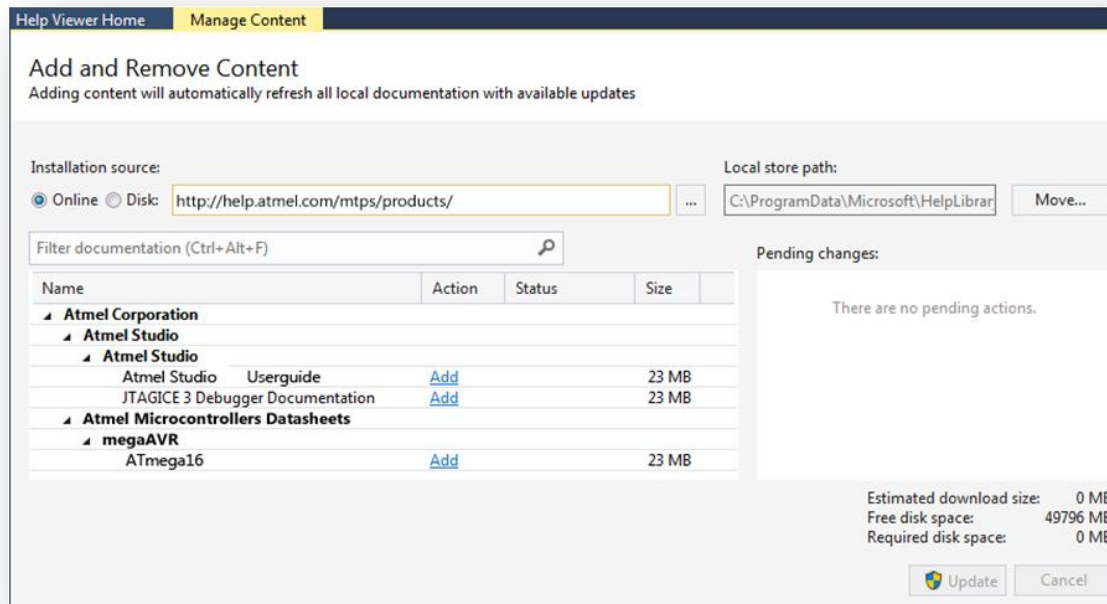 Help Viewer Home Manage Content
Add and Remove Content
Adding content will automatically refresh all local documentation with available updates
Installation source:
Online Disk: http://help.atmel.com/mtps/products/ ...
Local store path:
C:\ProgramData\Microsoft\HelpLibrar Move...
Filter documentation (Ctrl+Alt+F)
Name Action Status Size
Atmel Corporation
Atmel Studio
Atmel Studio
Atmel Studio Userguide Add 23 MB
JTAGICE 3 Debugger Documentation Add 23 MB
Atmel Microcontrollers Datasheets
megaAVR
ATmega16 Add 23 MB
Pending changes:
There are no pending actions.
Estimated download size: 0 MB
Free disk space: 49796 MB
Required disk space: 0 MB
Update Cancel